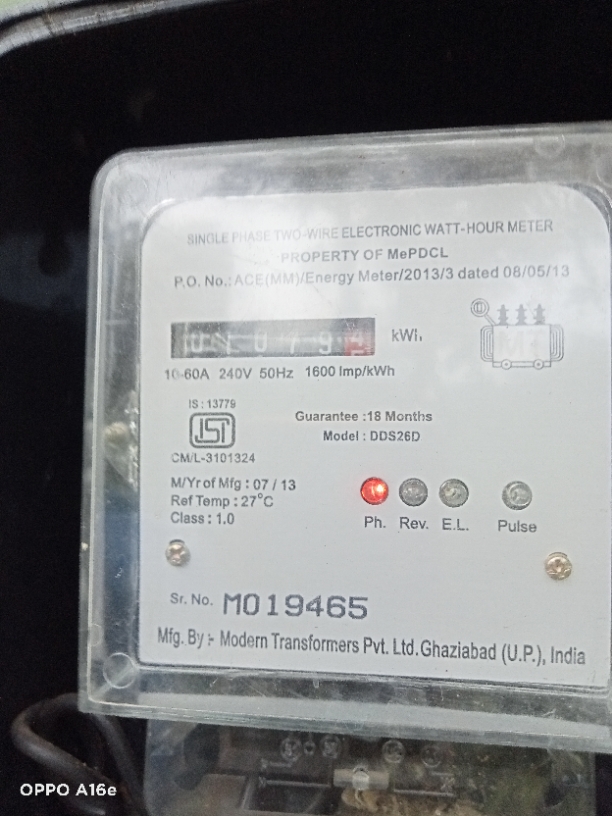 SINGLE PHASE TWO-WIRE ELECTRONIC WATT-HOUR METER
PROPERTY OF MePDCL
P.O. No.:ACE(MM)/Energy Meter/2013/3 dated 08/05/13
10-60A 240V 50Hz 1600 Imp/kWh
IS : 13779
CM/L-3101324
Guarantee :18 Months
Model : DDS26D
M/Yr of Mfg : 07 / 13
Ref Temp : 27°C
Class : 1.0
Ph. Rev. E.L. Pulse
Sr. No. M019465
Mfg. By :- Modern Transformers Pvt. Ltd.Ghaziabad (U.P.), India
OPPO A16e